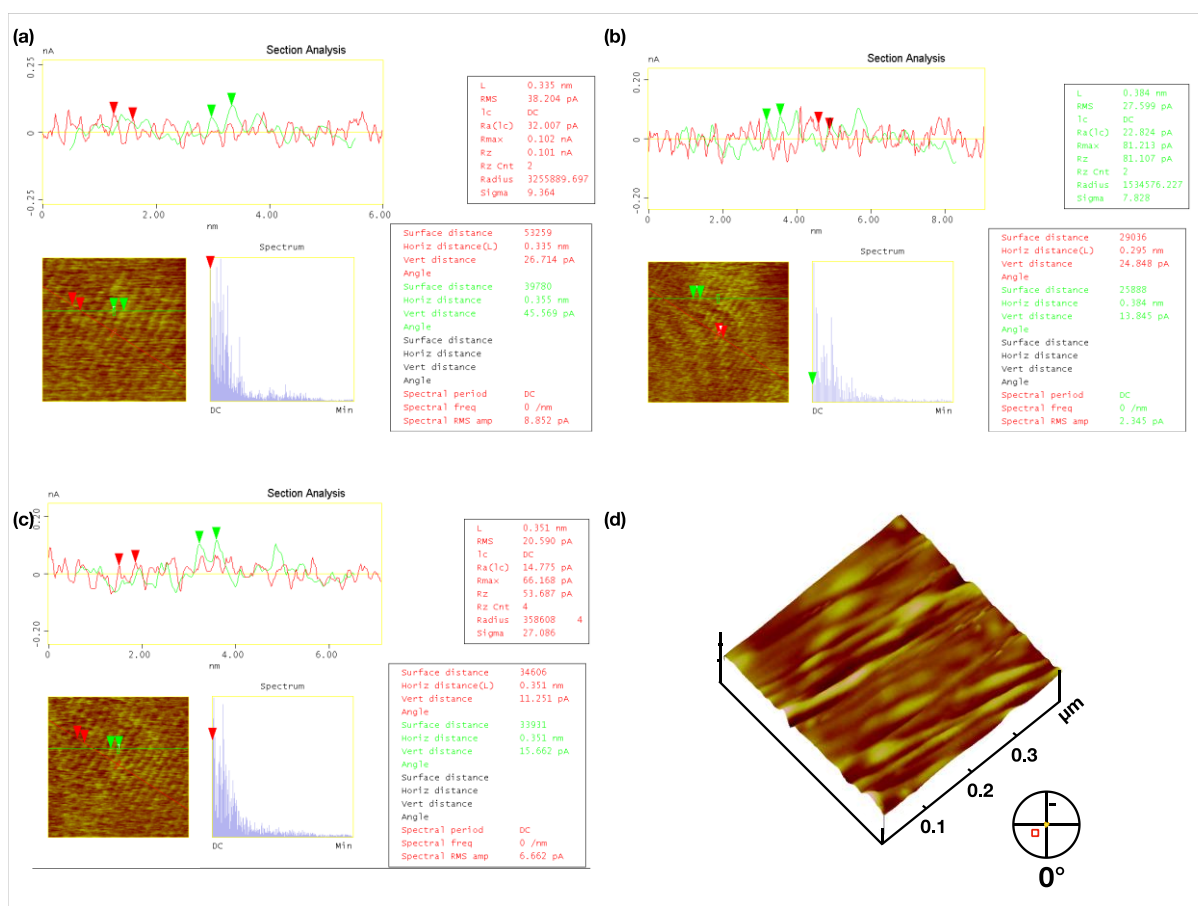 (a)
nA
Section Analysis
0.25
0
-0.25
0
2.00
4.00
6.00
nm
L 0.335 nm
RMS 38.204 pA
lc DC
Ra(lc) 32.007 pA
Rmax 0.102 nA
Rz 0.101 nA
Rz Cnt 2
Radius 3255889.697
Sigma 9.364
Spectrum
DC
Min
Surface distance 53259
Horiz distance(L) 0.335 nm
Vert distance 26.714 pA
Angle
Surface distance 39780
Horiz distance 0.355 nm
Vert distance 45.569 pA
Angle
Surface distance
Horiz distance
Vert distance
Angle
Spectral period DC
Spectral freq 0 /nm
Spectral RMS amp 8.852 pA
(b)
nA
Section Analysis
0.20
0
-0.20
0
2.00
4.00
6.00
8.00
nm
L 0.384 nm
RMS 27.599 pA
lc DC
Ra(lc) 22.824 pA
Rmax 81.213 pA
Rz 81.107 pA
Rz Cnt 2
Radius 1534576.227
Sigma 7.828
Spectrum
DC
Min
Surface distance 29036
Horiz distance(L) 0.295 nm
Vert distance 24.848 pA
Angle
Surface distance 25888
Horiz distance 0.384 nm
Vert distance 13.845 pA
Angle
Surface distance
Horiz distance
Vert distance
Angle
Spectral period DC
Spectral freq 0 /nm
Spectral RMS amp 2.345 pA
(c)
nA
Section Analysis
0.20
0
-0.20
0
2.00
4.00
6.00
nm
L 0.351 nm
RMS 20.590 pA
lc DC
Ra(lc) 14.775 pA
Rmax 66.168 pA
Rz 53.687 pA
Rz Cnt 4
Radius 358608 4
Sigma 27.086
Spectrum
DC
Min
Surface distance 34606
Horiz distance(L) 0.351 nm
Vert distance 11.251 pA
Angle
Surface distance 33931
Horiz distance 0.351 nm
Vert distance 15.662 pA
Angle
Surface distance
Horiz distance
Vert distance
Angle
Spectral period DC
Spectral freq 0 /nm
Spectral RMS amp 6.662 pA
(d)
μm
0.3
0.2
0.1
0°